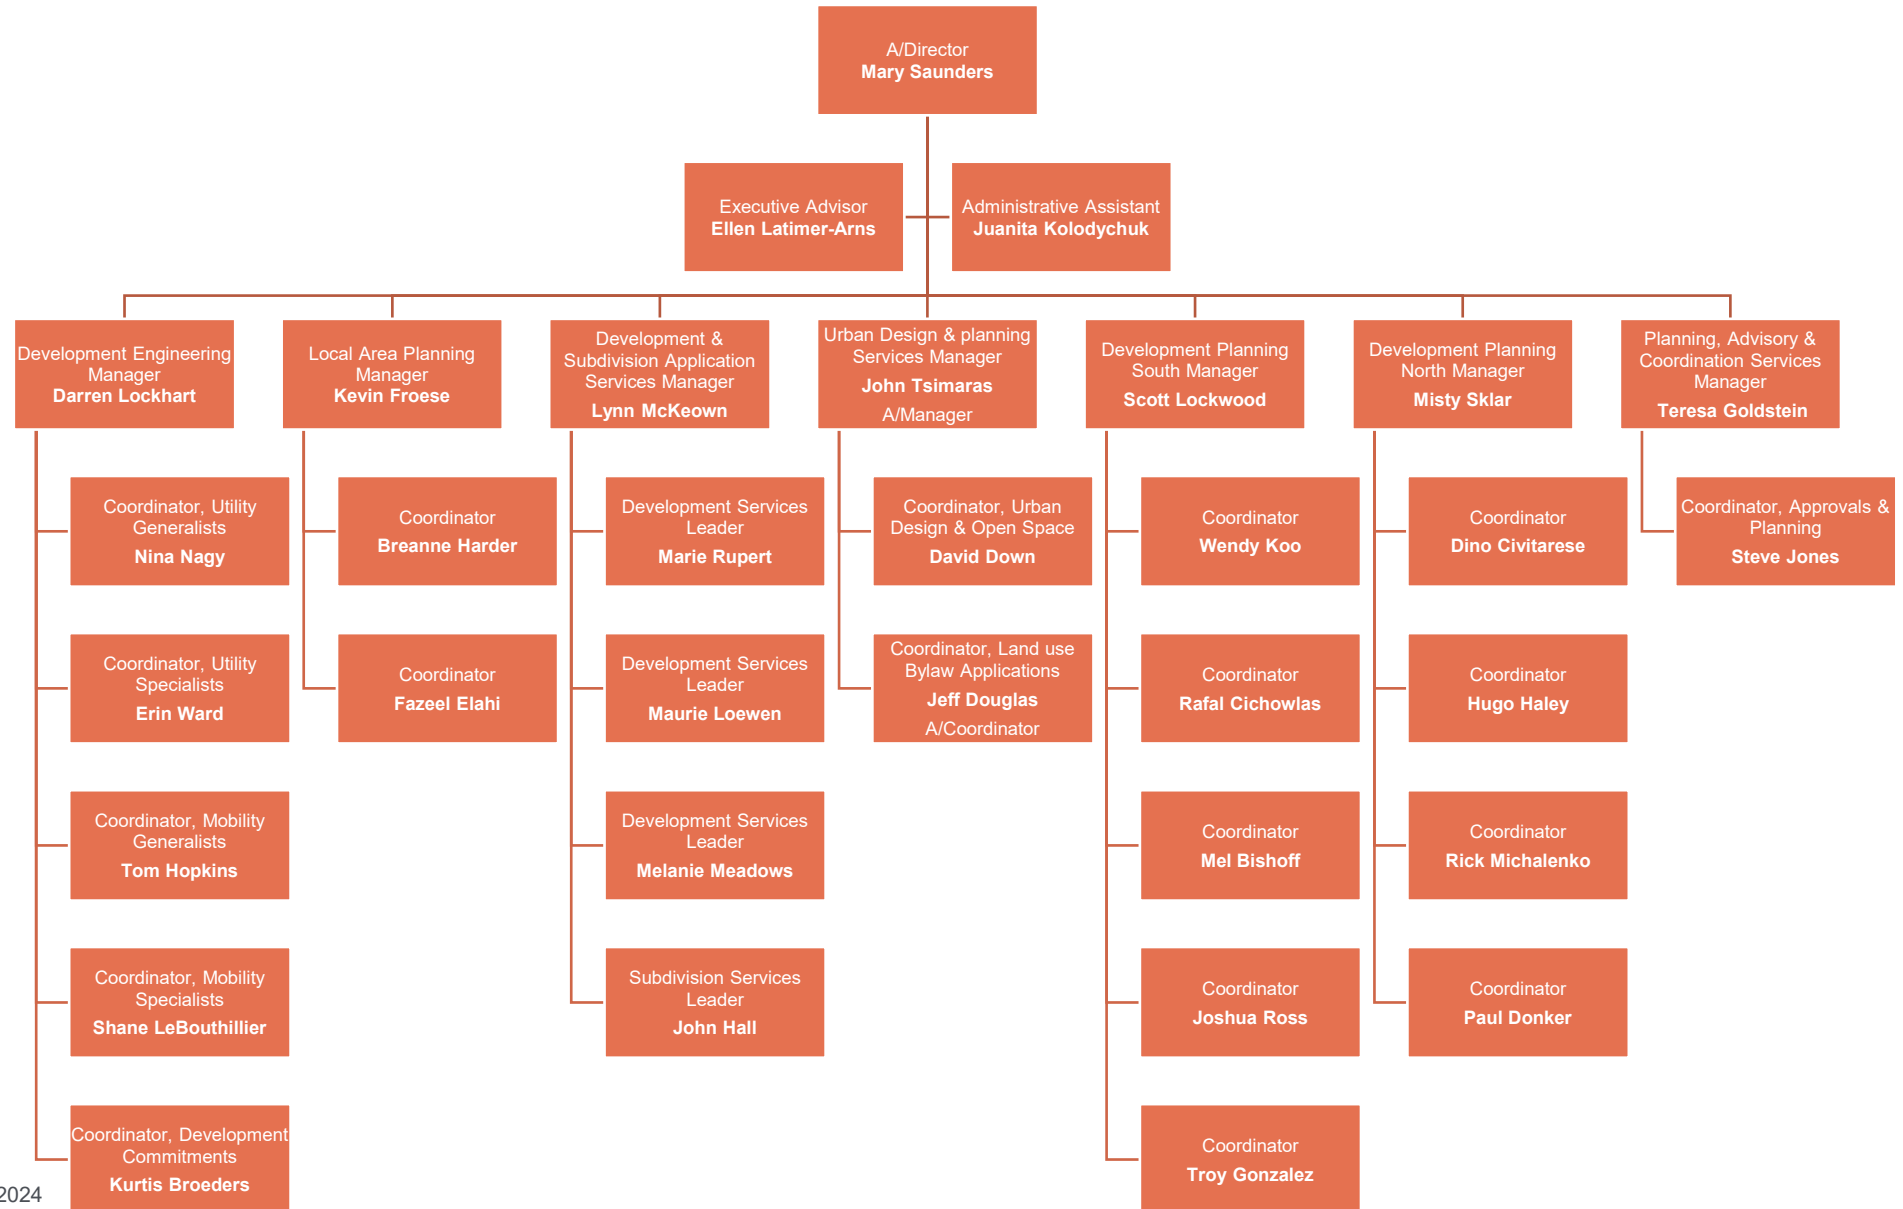 A/Director
Mary Saunders
Executive Advisor
Ellen Latimer-Arns
Administrative Assistant
Juanita Kolodychuk
Development Engineering
Manager
Darren Lockhart
Local Area Planning
Manager
Kevin Froese
Development &
Subdivision Application
Services Manager
Lynn McKeown
Urban Design & planning
Services Manager
John Tsimaras
A/Manager
Development Planning
South Manager
Scott Lockwood
Development Planning
North Manager
Misty Sklar
Planning, Advisory &
Coordination Services
Manager
Teresa Goldstein
Coordinator, Utility
Generalists
Nina Nagy
Coordinator
Breanne Harder
Development Services
Leader
Marie Rupert
Coordinator, Urban
Design & Open Space
David Down
Coordinator
Wendy Koo
Coordinator
Dino Civitarese
Coordinator, Approvals &
Planning
Steve Jones
Coordinator, Utility
Specialists
Erin Ward
Coordinator
Fazeel Elahi
Development Services
Leader
Maurie Loewen
Coordinator, Land use
Bylaw Applications
Jeff Douglas
A/Coordinator
Coordinator
Rafal Cichowlas
Coordinator
Hugo Haley
Coordinator, Mobility
Generalists
Tom Hopkins
Development Services
Leader
Melanie Meadows
Coordinator
Mel Bishoff
Coordinator
Rick Michalenko
Coordinator, Mobility
Specialists
Shane LeBouthillier
Subdivision Services
Leader
John Hall
Coordinator
Joshua Ross
Coordinator
Paul Donker
Coordinator, Development
Commitments
Kurtis Broeders
Coordinator
Troy Gonzalez
2024